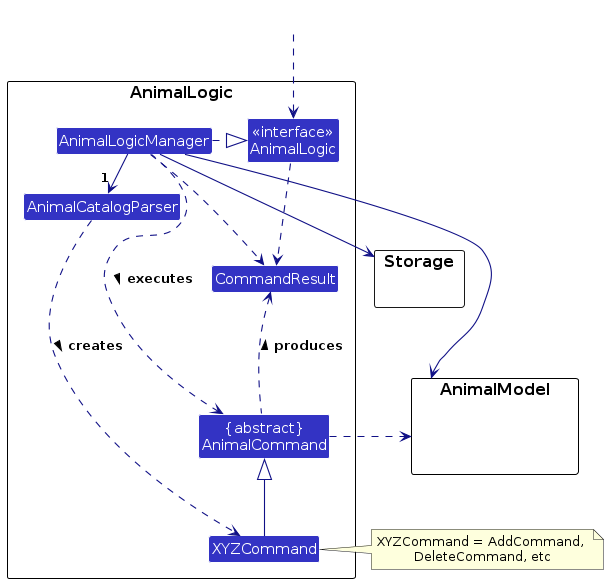 AnimalLogic
«interface»
AnimalLogic
AnimalLogicManager
1
AnimalCatalogParser
Storage
CommandResult
executes
creates
produces
AnimalModel
{abstract}
AnimalCommand
XYZCommand
XYZCommand = AddCommand,
DeleteCommand, etc